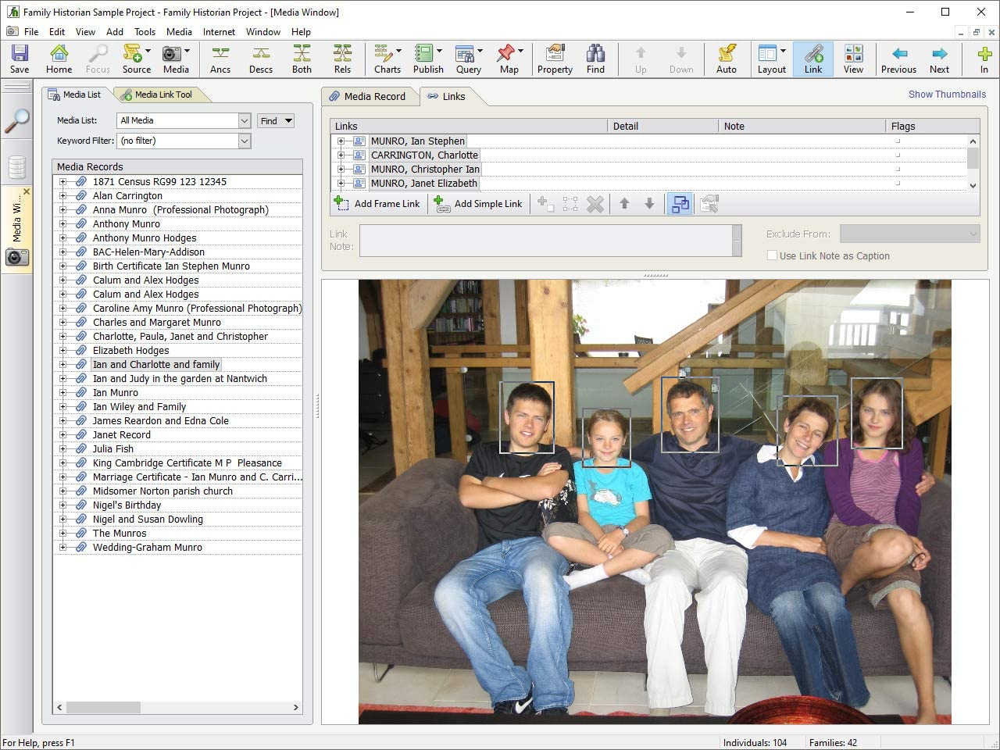 Family Historian Sample Project - Family Historian Project - [Media Window]
File Edit View Add Tools Media Internet Window Help
Save Home Focus Source Media Ancs Descs Both Rels Charts Publish Query Map Property Find Up Down Auto Layout Link View Previous Next In
Media Wi...
Media List Media Link Tool
Media List: All Media Find
Keyword Filter: (no filter)
Media Records
1871 Census RG99 123 12345
Alan Carrington
Anna Munro (Professional Photograph)
Anthony Munro
Anthony Munro Hodges
BAC-Helen-Mary-Addison
Birth Certificate Ian Stephen Munro
Calum and Alex Hodges
Calum and Alex Hodges
Caroline Amy Munro (Professional Photograph)
Charles and Margaret Munro
Charlotte, Paula, Janet and Christopher
Elizabeth Hodges
Ian and Charlotte and family
Ian and Judy in the garden at Nantwich
Ian Munro
Ian Wiley and Family
James Reardon and Edna Cole
Janet Record
Julia Fish
King Cambridge Certificate M P Pleasance
Marriage Certificate - Ian Munro and C. Carri...
Midsomer Norton parish church
Nigel's Birthday
Nigel and Susan Dowling
The Munros
Wedding-Graham Munro
Media Record Links Show Thumbnails
Links Detail Note Flags
MUNRO, Ian Stephen
CARRINGTON, Charlotte
MUNRO, Christopher Ian
MUNRO, Janet Elizabeth
Add Frame Link Add Simple Link
Link Note: Exclude From:
Use Link Note as Caption
For Help, press F1 Individuals: 104 Families: 42